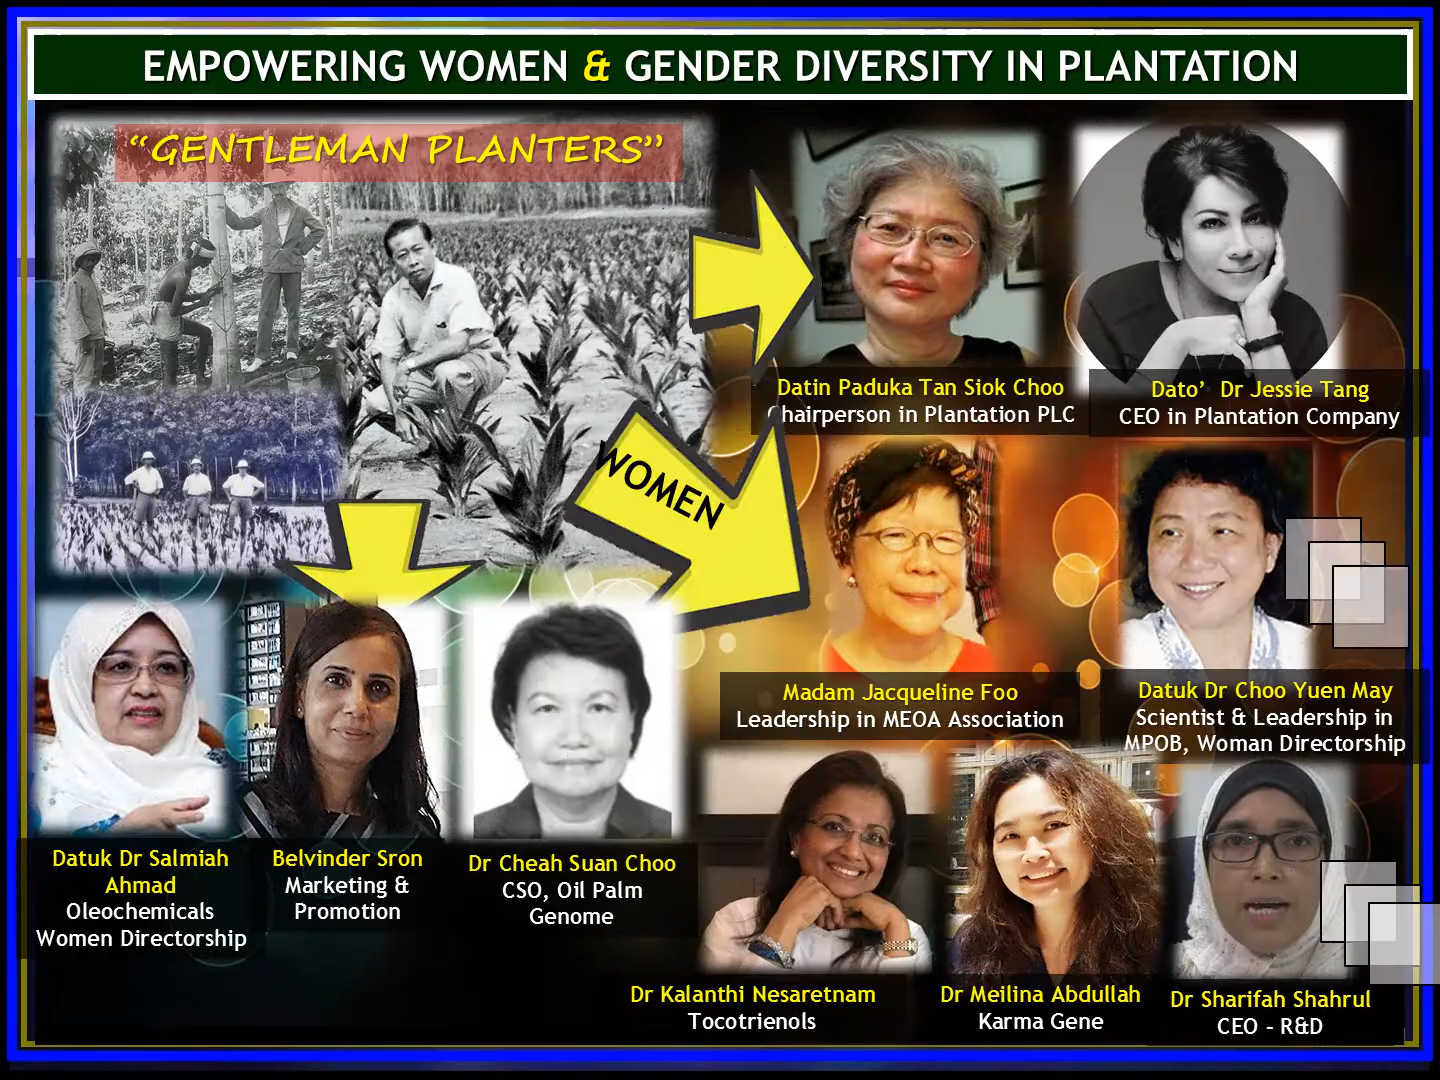 EMPOWERING WOMEN & GENDER DIVERSITY IN PLANTATION
“GENTLEMAN PLANTERS”
WOMEN
Datin Paduka Tan Siok Choo
Chairperson in Plantation PLC
Dato’ Dr Jessie Tang
CEO in Plantation Company
Madam Jacqueline Foo
Leadership in MEOA Association
Datuk Dr Choo Yuen May
Scientist & Leadership in
MPOB, Woman Directorship
Datuk Dr Salmiah
Ahmad
Oleochemicals
Women Directorship
Belvinder Sron
Marketing &
Promotion
Dr Cheah Suan Choo
CSO, Oil Palm
Genome
Dr Kalanthi Nesaretnam
Tocotrienols
Dr Meilina Abdullah
Karma Gene
Dr Sharifah Shahrul
CEO - R&D